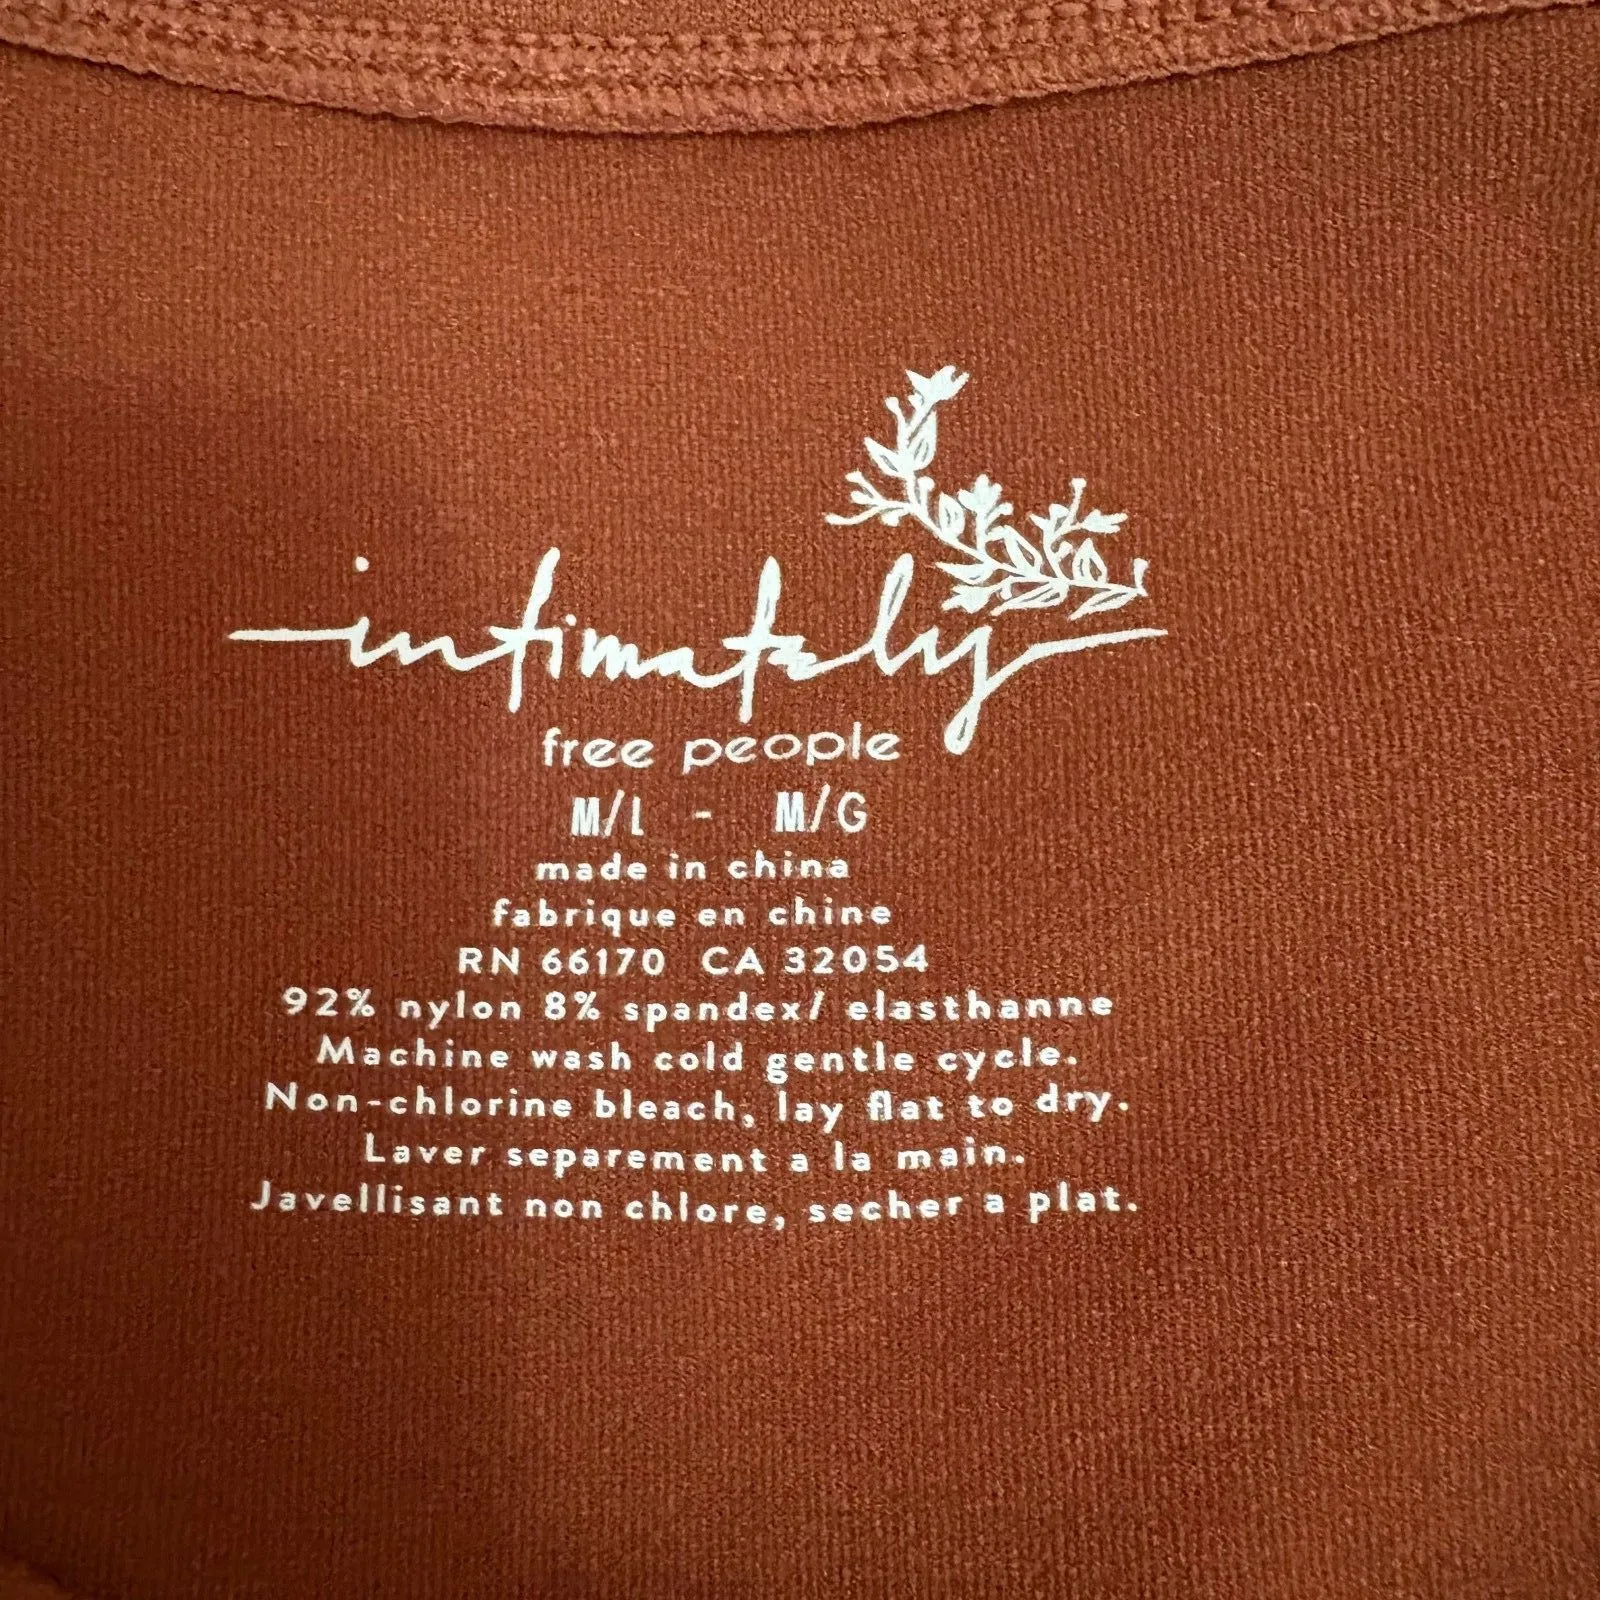 intimately
free people
M/L - M/G
made in china
fabrique en chine
RN 66170 CA 32054
92% nylon 8% spandex/ elasthanne
Machine wash cold gentle cycle.
Non-chlorine bleach, lay flat to dry.
Laver separement a la main.
Javellisant non chlore, secher a plat.